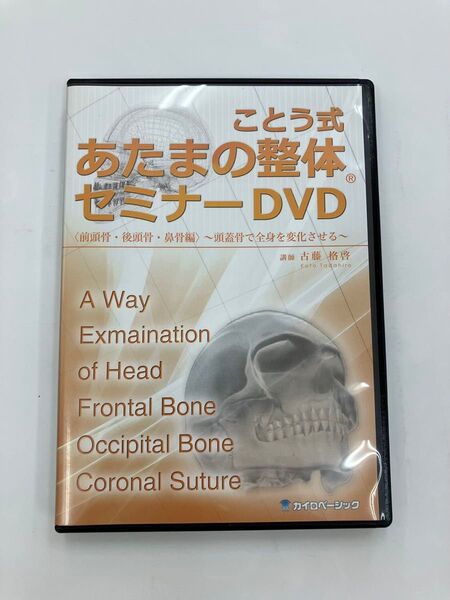 ことう式
あたまの整体®
セミナーDVD
〈前頭骨・後頭骨・鼻骨編〉〜頭蓋骨で全身を変化させる〜
講師 古藤 格啓
Koto Tadahiro
A Way
Exmaination
of Head
Frontal Bone
Occipital Bone
Coronal Suture
カイロベーシック